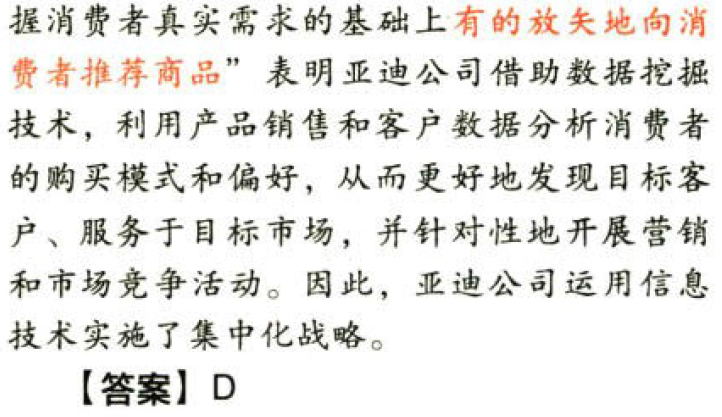 握消费者真实需求的基础上有的放矢地向消
费者推荐商品”表明亚迪公司借助数据挖掘
技术，利用产品销售和客户数据分析消费者
的购买模式和偏好，从而更好地发现目标客
户、服务于目标市场，并针对性地开展营销
和市场竞争活动。因此，亚迪公司运用信息
技术实施了集中化战略。
【答案】D